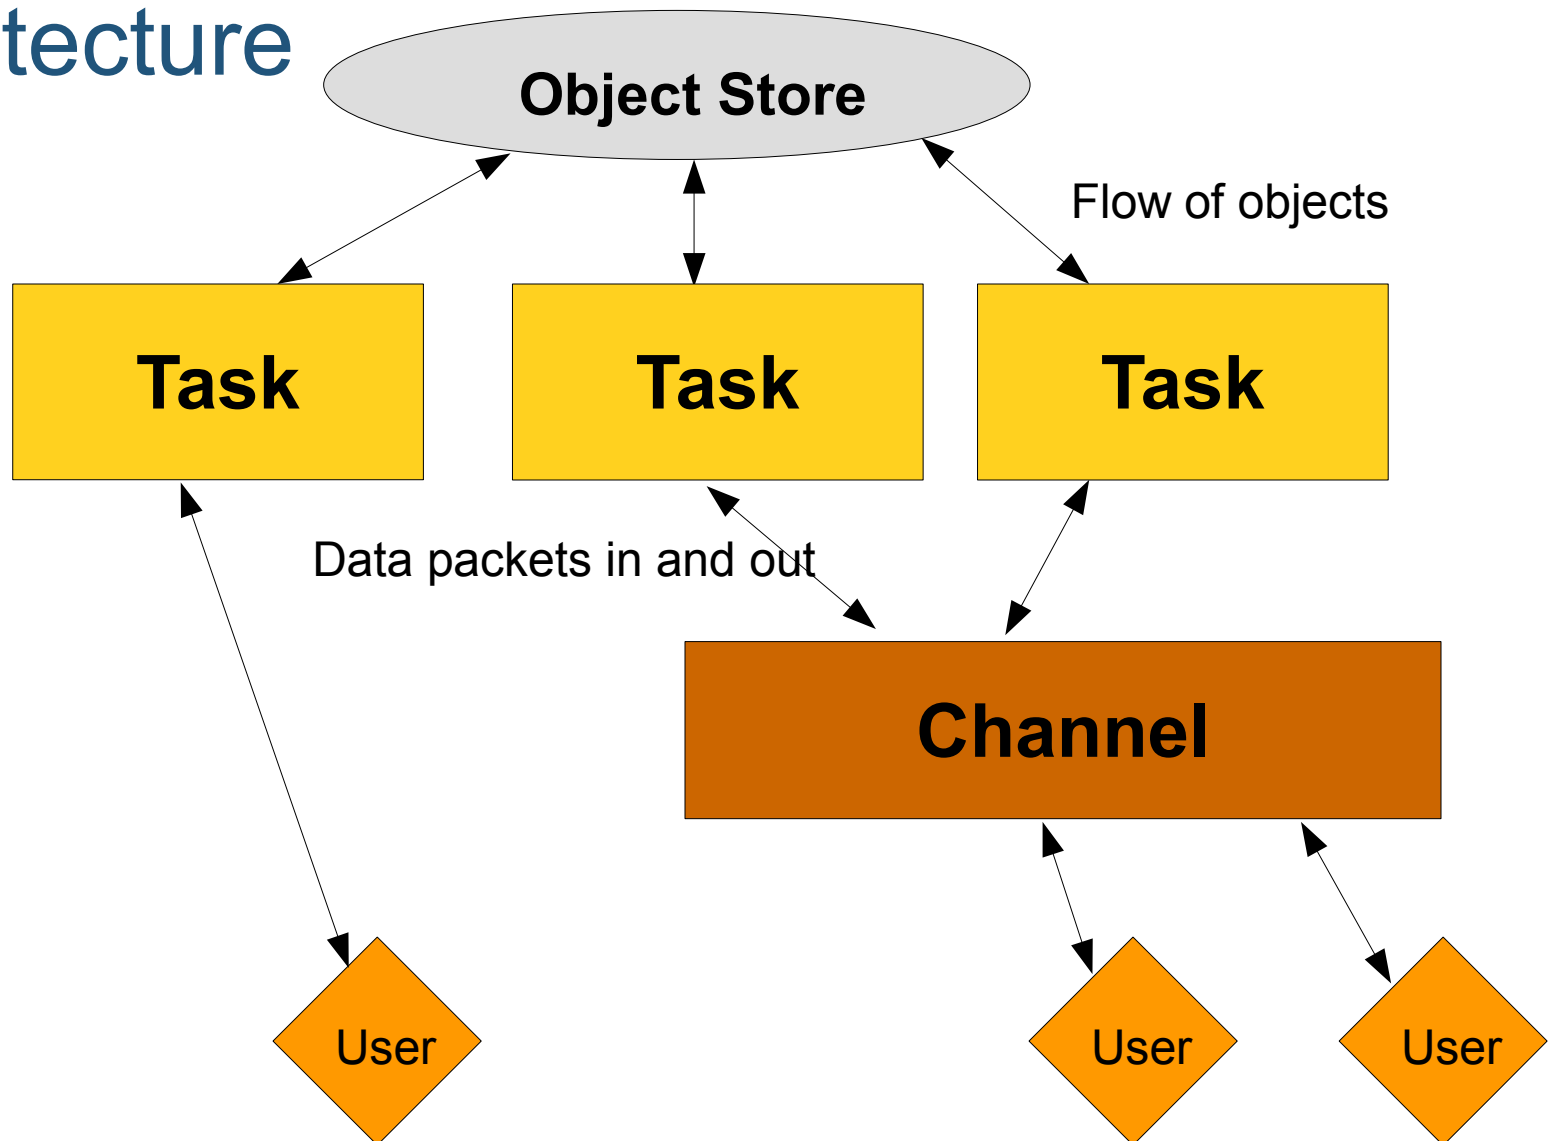 tecture
Object Store
Flow of objects
Task
Task
Task
Data packets in and out
Channel
User
User
User